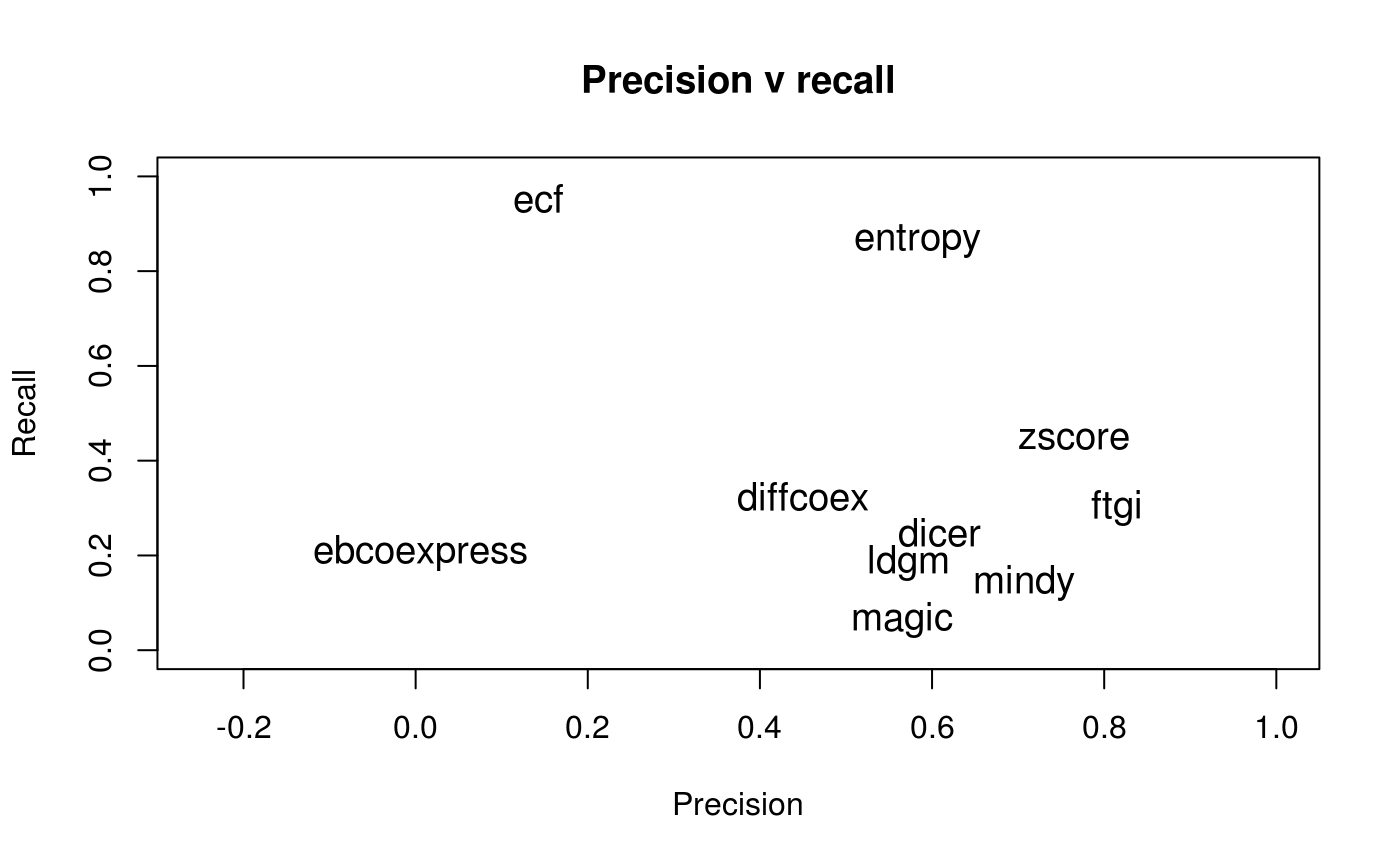 Precision v recall
1.0
0.8
0.6
0.4
0.2
0.0
Recall
ecf
entropy
zscore
diffcoex
ftgi
dicer
ebcoexpress
ldgm
mindy
magic
-0.2 0.0 0.2 0.4 0.6 0.8 1.0
Precision